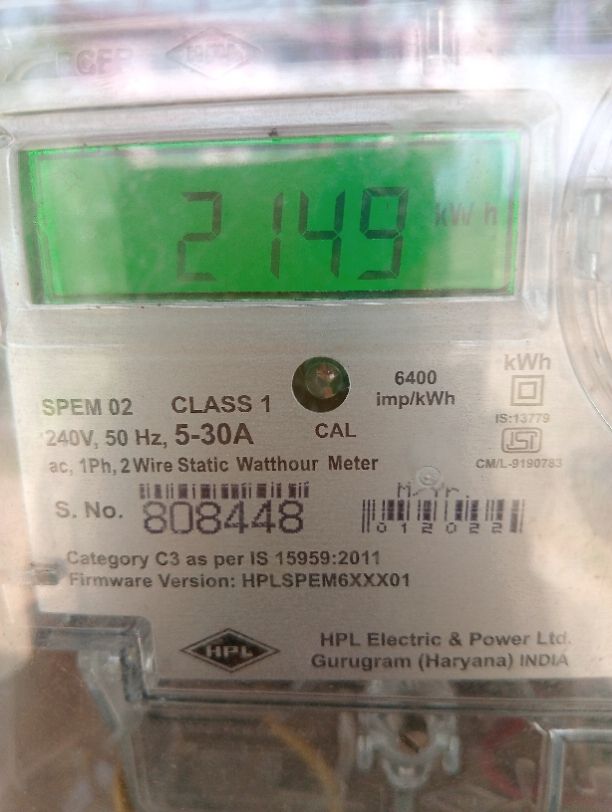 2149 kW h
kWh
6400
imp/kWh
SPEM 02 CLASS 1
IS:13779
240V, 50 Hz, 5-30A CAL
ISI
CM/L-9190783
ac, 1Ph, 2 Wire Static Watthour Meter
M/Yr.
S. No. 808448
012022
Category C3 as per IS 15959:2011
Firmware Version: HPLSPEM6XXX01
HPL
HPL Electric & Power Ltd.
Gurugram (Haryana) INDIA